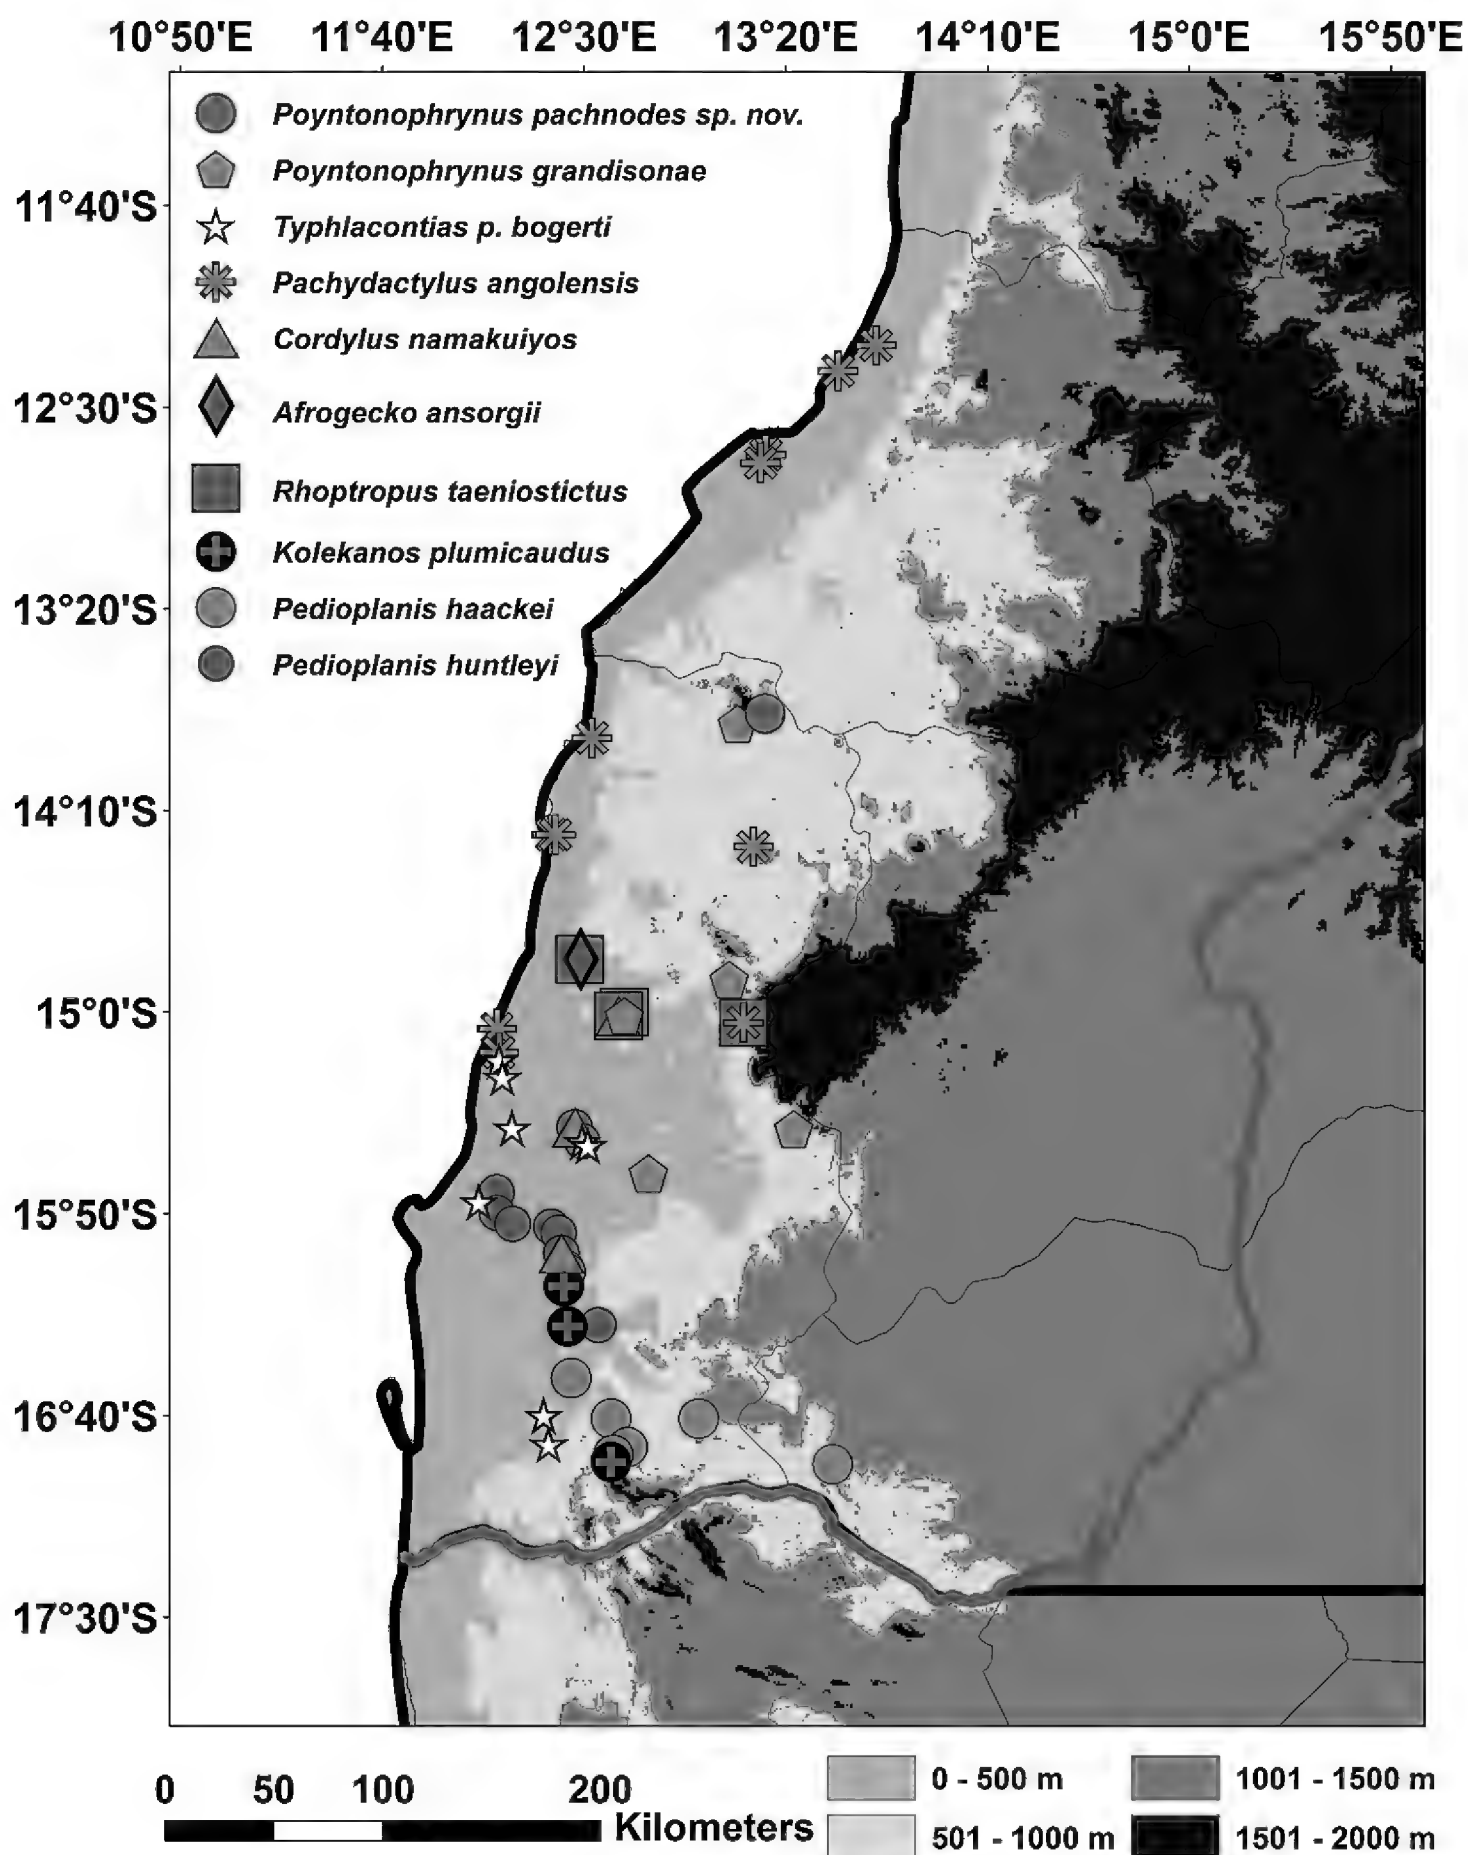 10°50'E 11°40'E 12°30'E 13°20'E 14°10'E 15°0'E 15°50'E
Poyntonophrynus pachnodes sp. nov.
Poyntonophrynus grandisonae
11°40'S
Typhlacontias p. bogerti
Pachydactylus angolensis
Cordylus namakuiyos
12°30'S
Afrogecko ansorgii
Rhoptropus taeniostictus
Kolekanos plumicaudus
13°20'S
Pedioplanis haackei
Pedioplanis huntleyi
14°10'S
15°0'S
15°50'S
16°40'S
17°30'S
0 50 100 200
Kilometers
0 - 500 m
1001 - 1500 m
501 - 1000 m
1501 - 2000 m